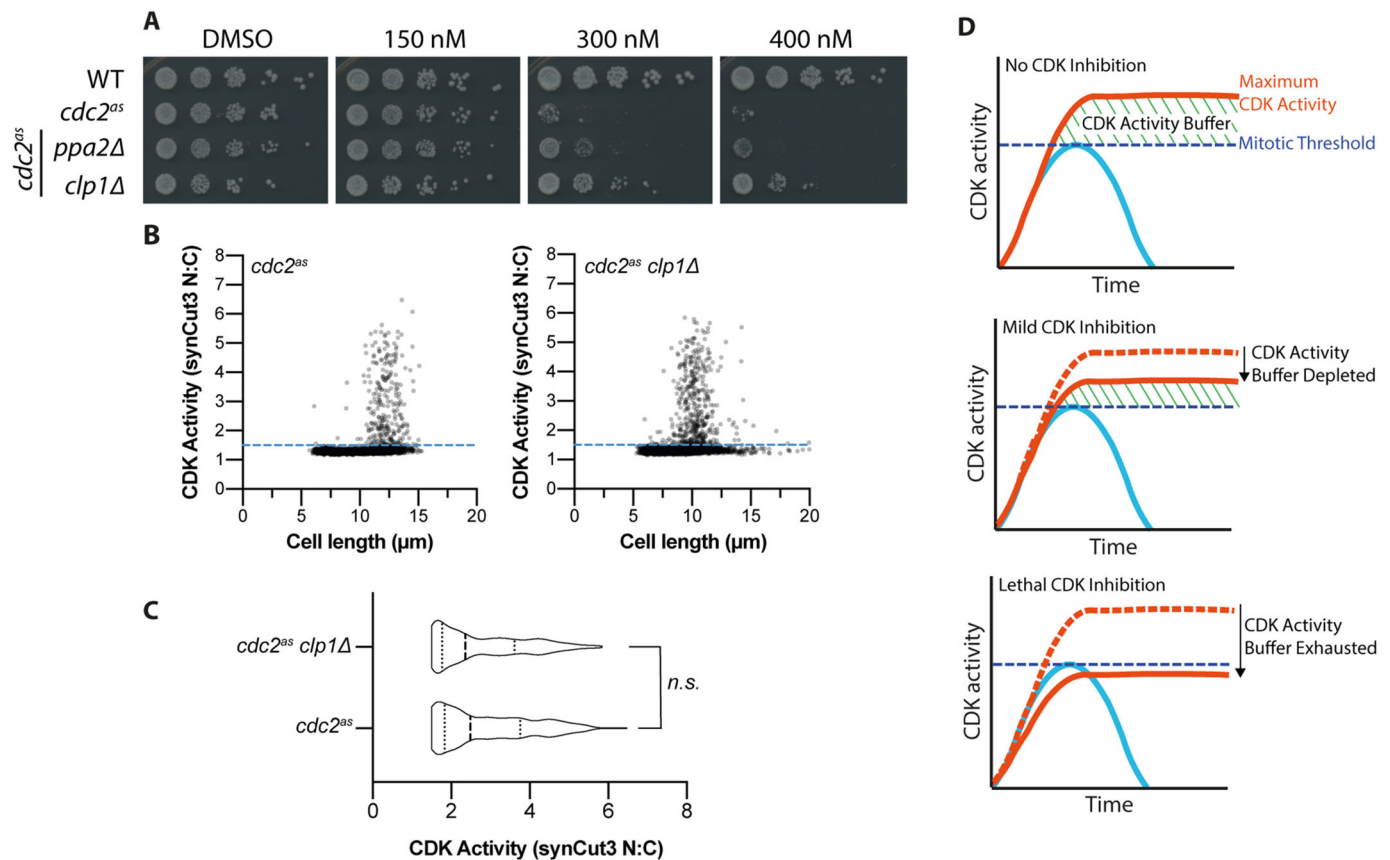 A
DMSO 150 nM 300 nM 400 nM
WT
cdc2as
cdc2as
ppa2Δ
clp1Δ
B
CDK Activity (synCut3 N:C)
8
7
6
5
4
3
2
1
0
cdc2as
0 5 10 15 20
Cell length (µm)
CDK Activity (synCut3 N:C)
8
7
6
5
4
3
2
1
0
cdc2as clp1Δ
0 5 10 15 20
Cell length (µm)
C
cdc2as clp1Δ
cdc2as
n.s.
0 2 4 6 8
CDK Activity (synCut3 N:C)
D
No CDK Inhibition
Maximum
CDK Activity
CDK Activity Buffer
Mitotic Threshold
CDK activity
Time
Mild CDK Inhibition
CDK Activity
Buffer Depleted
CDK activity
Time
Lethal CDK Inhibition
CDK Activity
Buffer Exhausted
CDK activity
Time